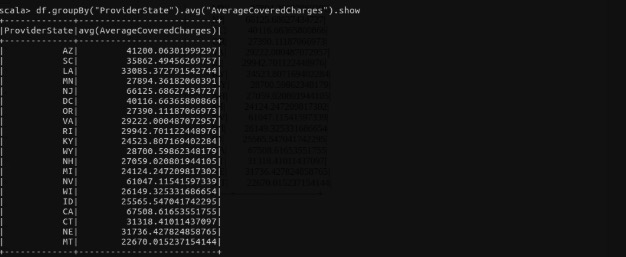 scala> df.groupBy("ProviderState").avg("AverageCoveredCharges").show
+-------------+--------------------------+
|ProviderState|avg(AverageCoveredCharges)|
+-------------+--------------------------+
| AZ| 41200.06301999297|
| SC| 35862.49456269757|
| LA| 33085.372791542744|
| MN| 27894.36182060391|
| NJ| 66125.68627434727|
| DC| 40116.66365800866|
| OR| 27390.11187066973|
| VA| 29222.000487072957|
| RI| 29942.701122448976|
| KY| 24523.807169402284|
| WY| 28700.59862348179|
| NH| 27059.020801944105|
| MI| 24124.247209817302|
| NV| 61047.11541597339|
| WI| 26149.325331686654|
| ID| 25565.547041742295|
| CA| 67508.61653551755|
| CT| 31318.41011437097|
| NE| 31736.427824858765|
| MT| 22670.015237154144|
+-------------+--------------------------+